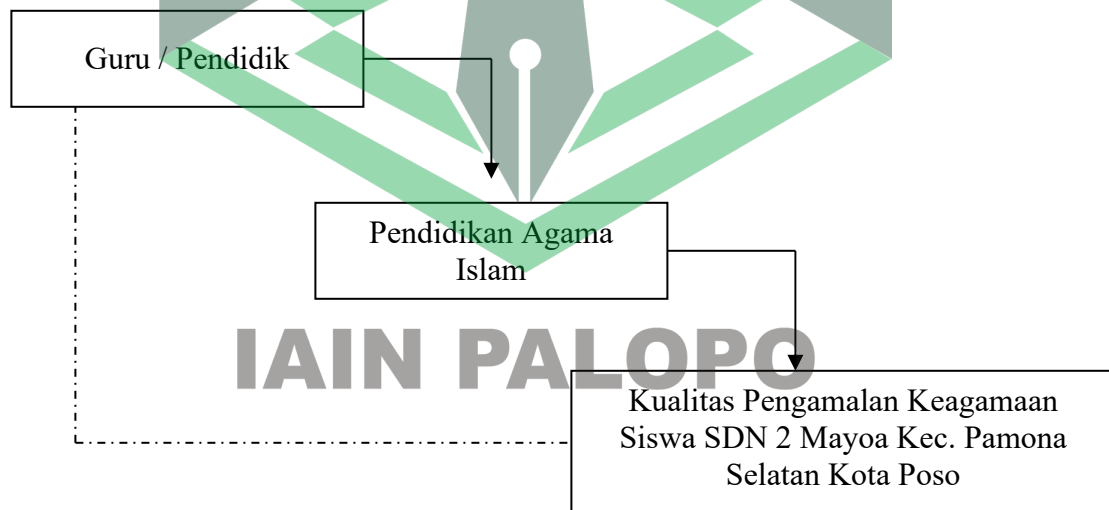 Guru / Pendidik
Pendidikan Agama
Islam
IAIN PALOPO
Kualitas Pengamalan Keagamaan
Siswa SDN 2 Mayoa Kec. Pamona
Selatan Kota Poso